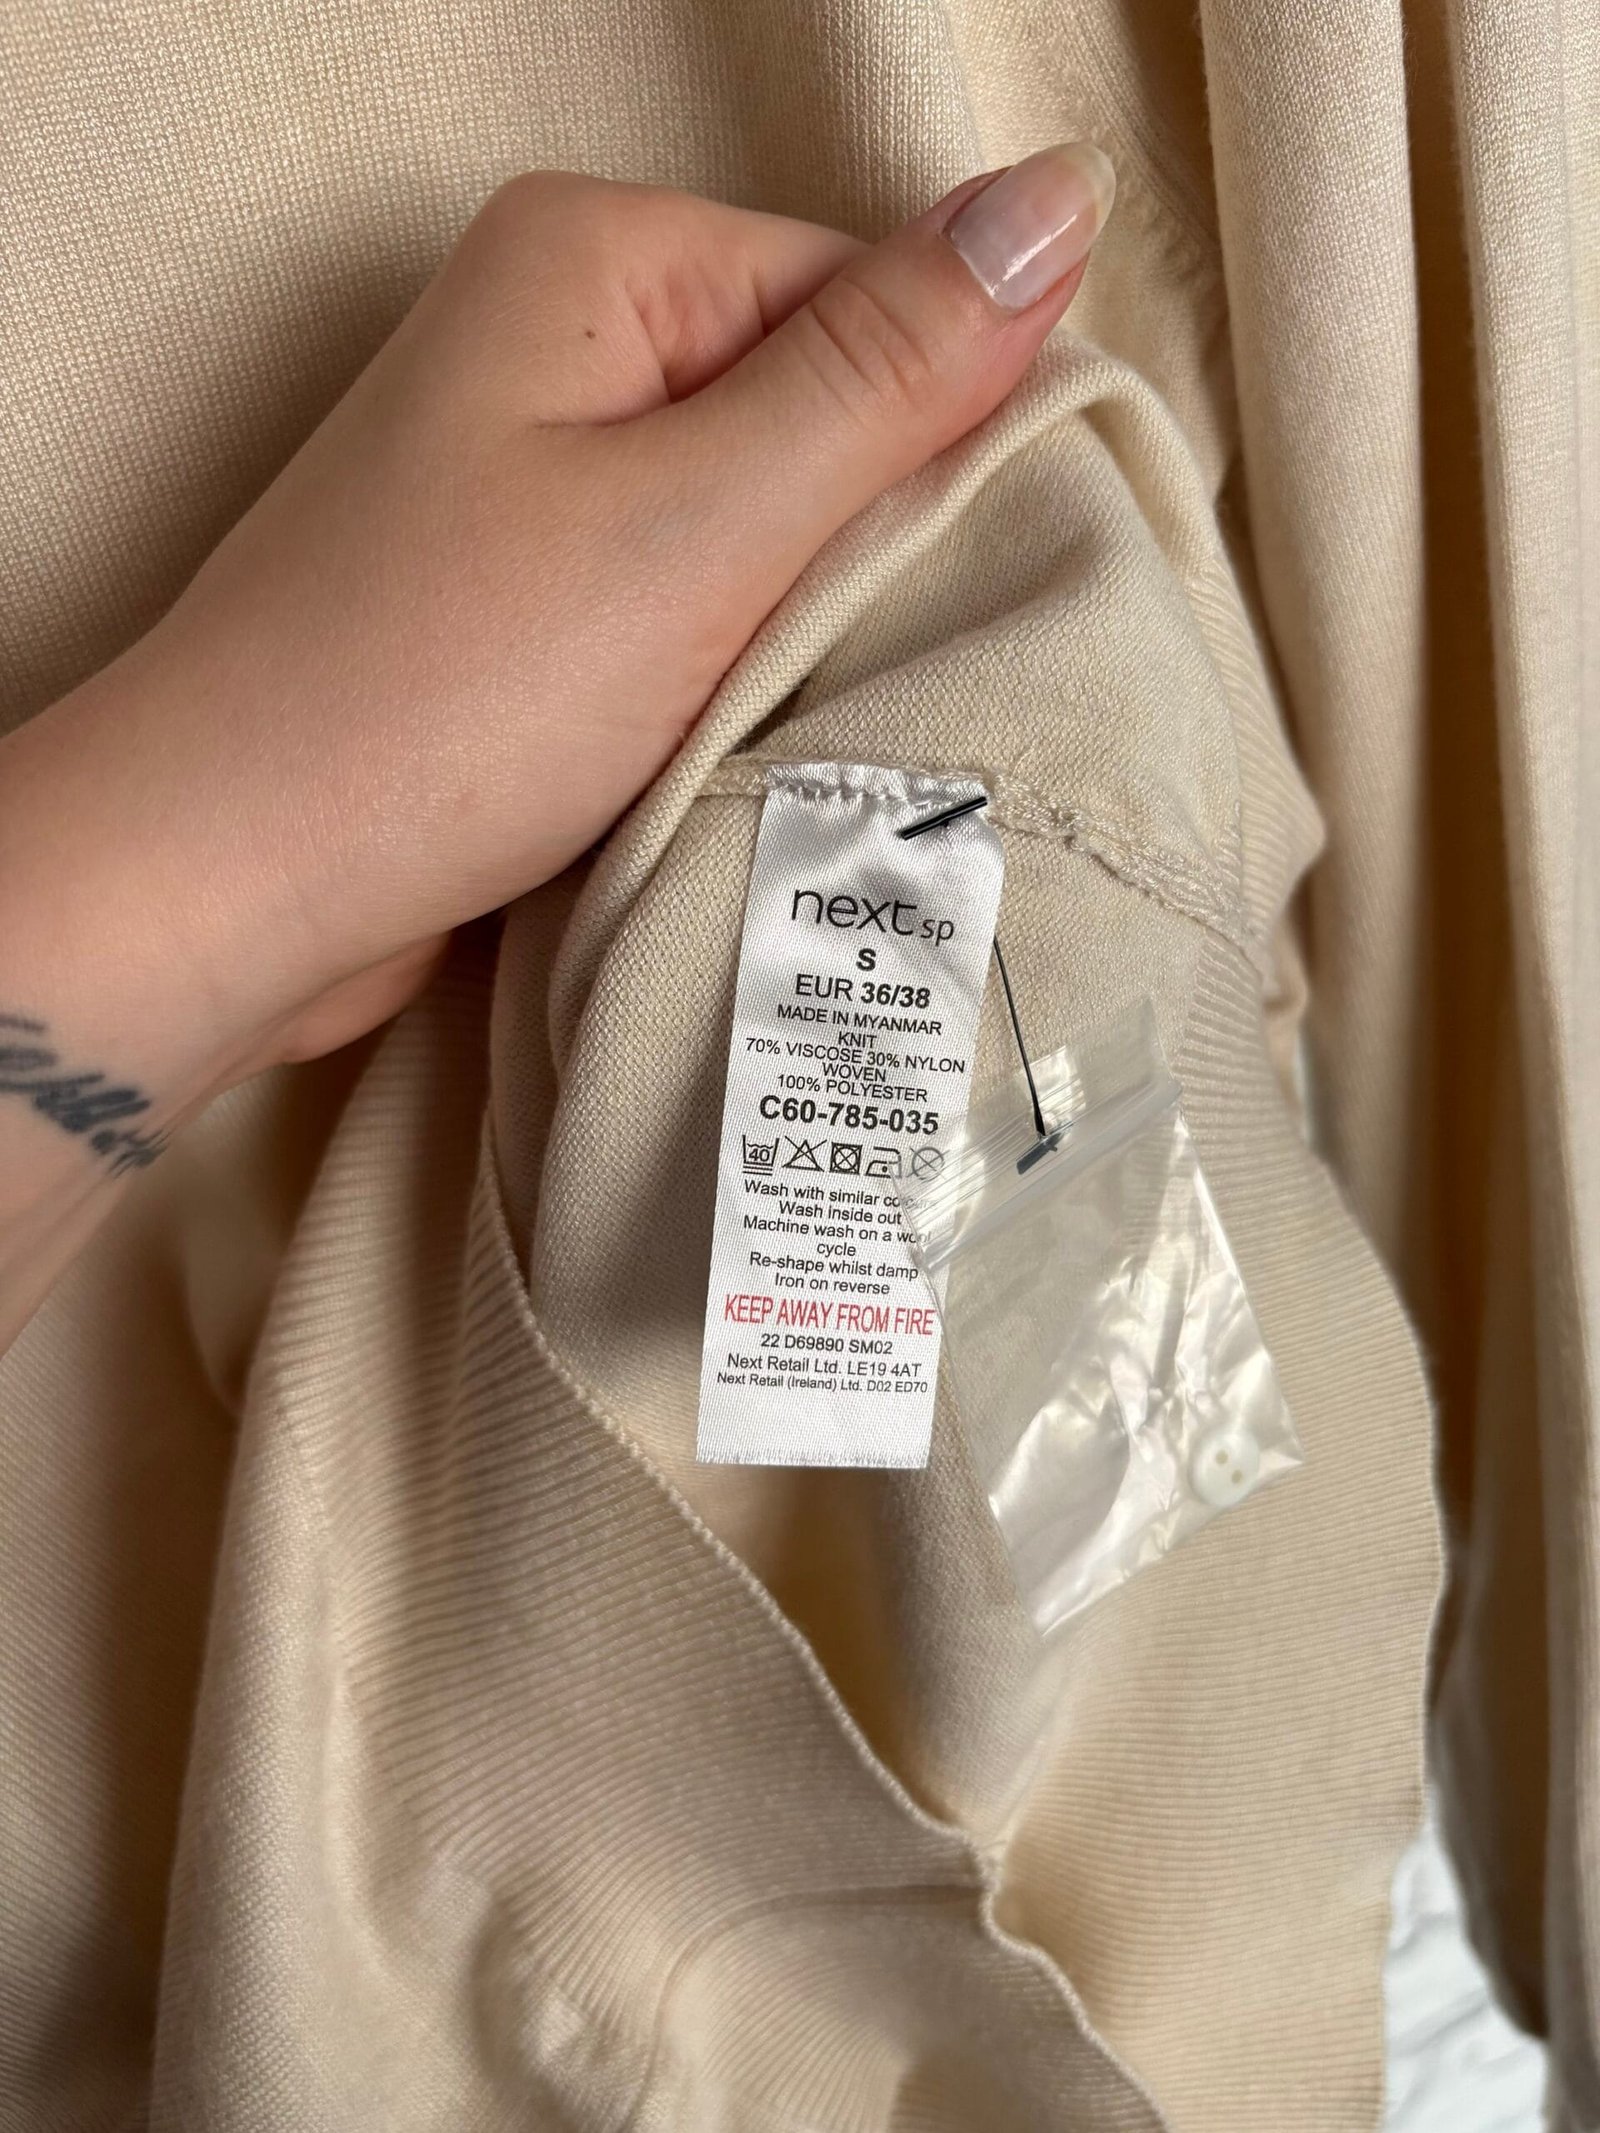 next sp
S
EUR 36/38
MADE IN MYANMAR
KNIT
70% VISCOSE 30% NYLON
WOVEN
100% POLYESTER
C60-785-035
40
Wash with similar colours
Wash inside out
Machine wash on a wool
cycle
Re-shape whilst damp
Iron on reverse
KEEP AWAY FROM FIRE
22 D69890 SM02
Next Retail Ltd. LE19 4AT
Next Retail (Ireland) Ltd. D02 ED70